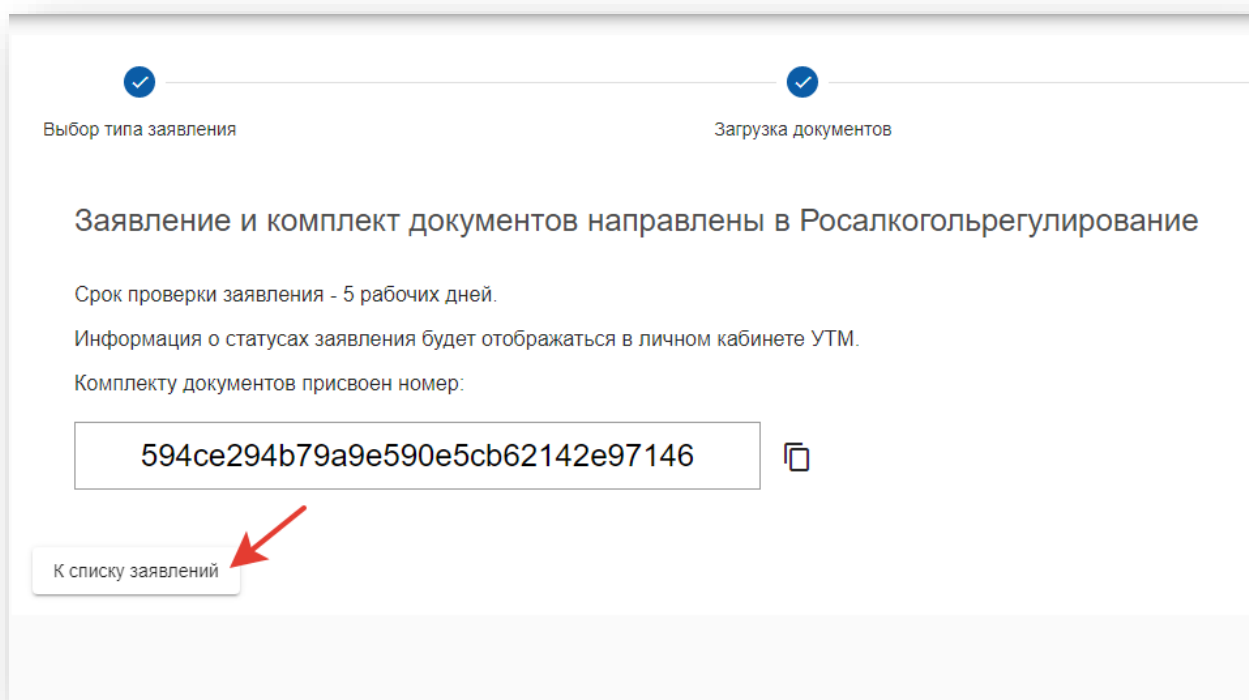 Выбор типа заявления
Загрузка документов
Заявление и комплект документов направлены в Росалкогольрегулирование
Срок проверки заявления - 5 рабочих дней.
Информация о статусах заявления будет отображаться в личном кабинете УТМ.
Комплекту документов присвоен номер:
594ce294b79a9e590e5cb62142e97146
К списку заявлений